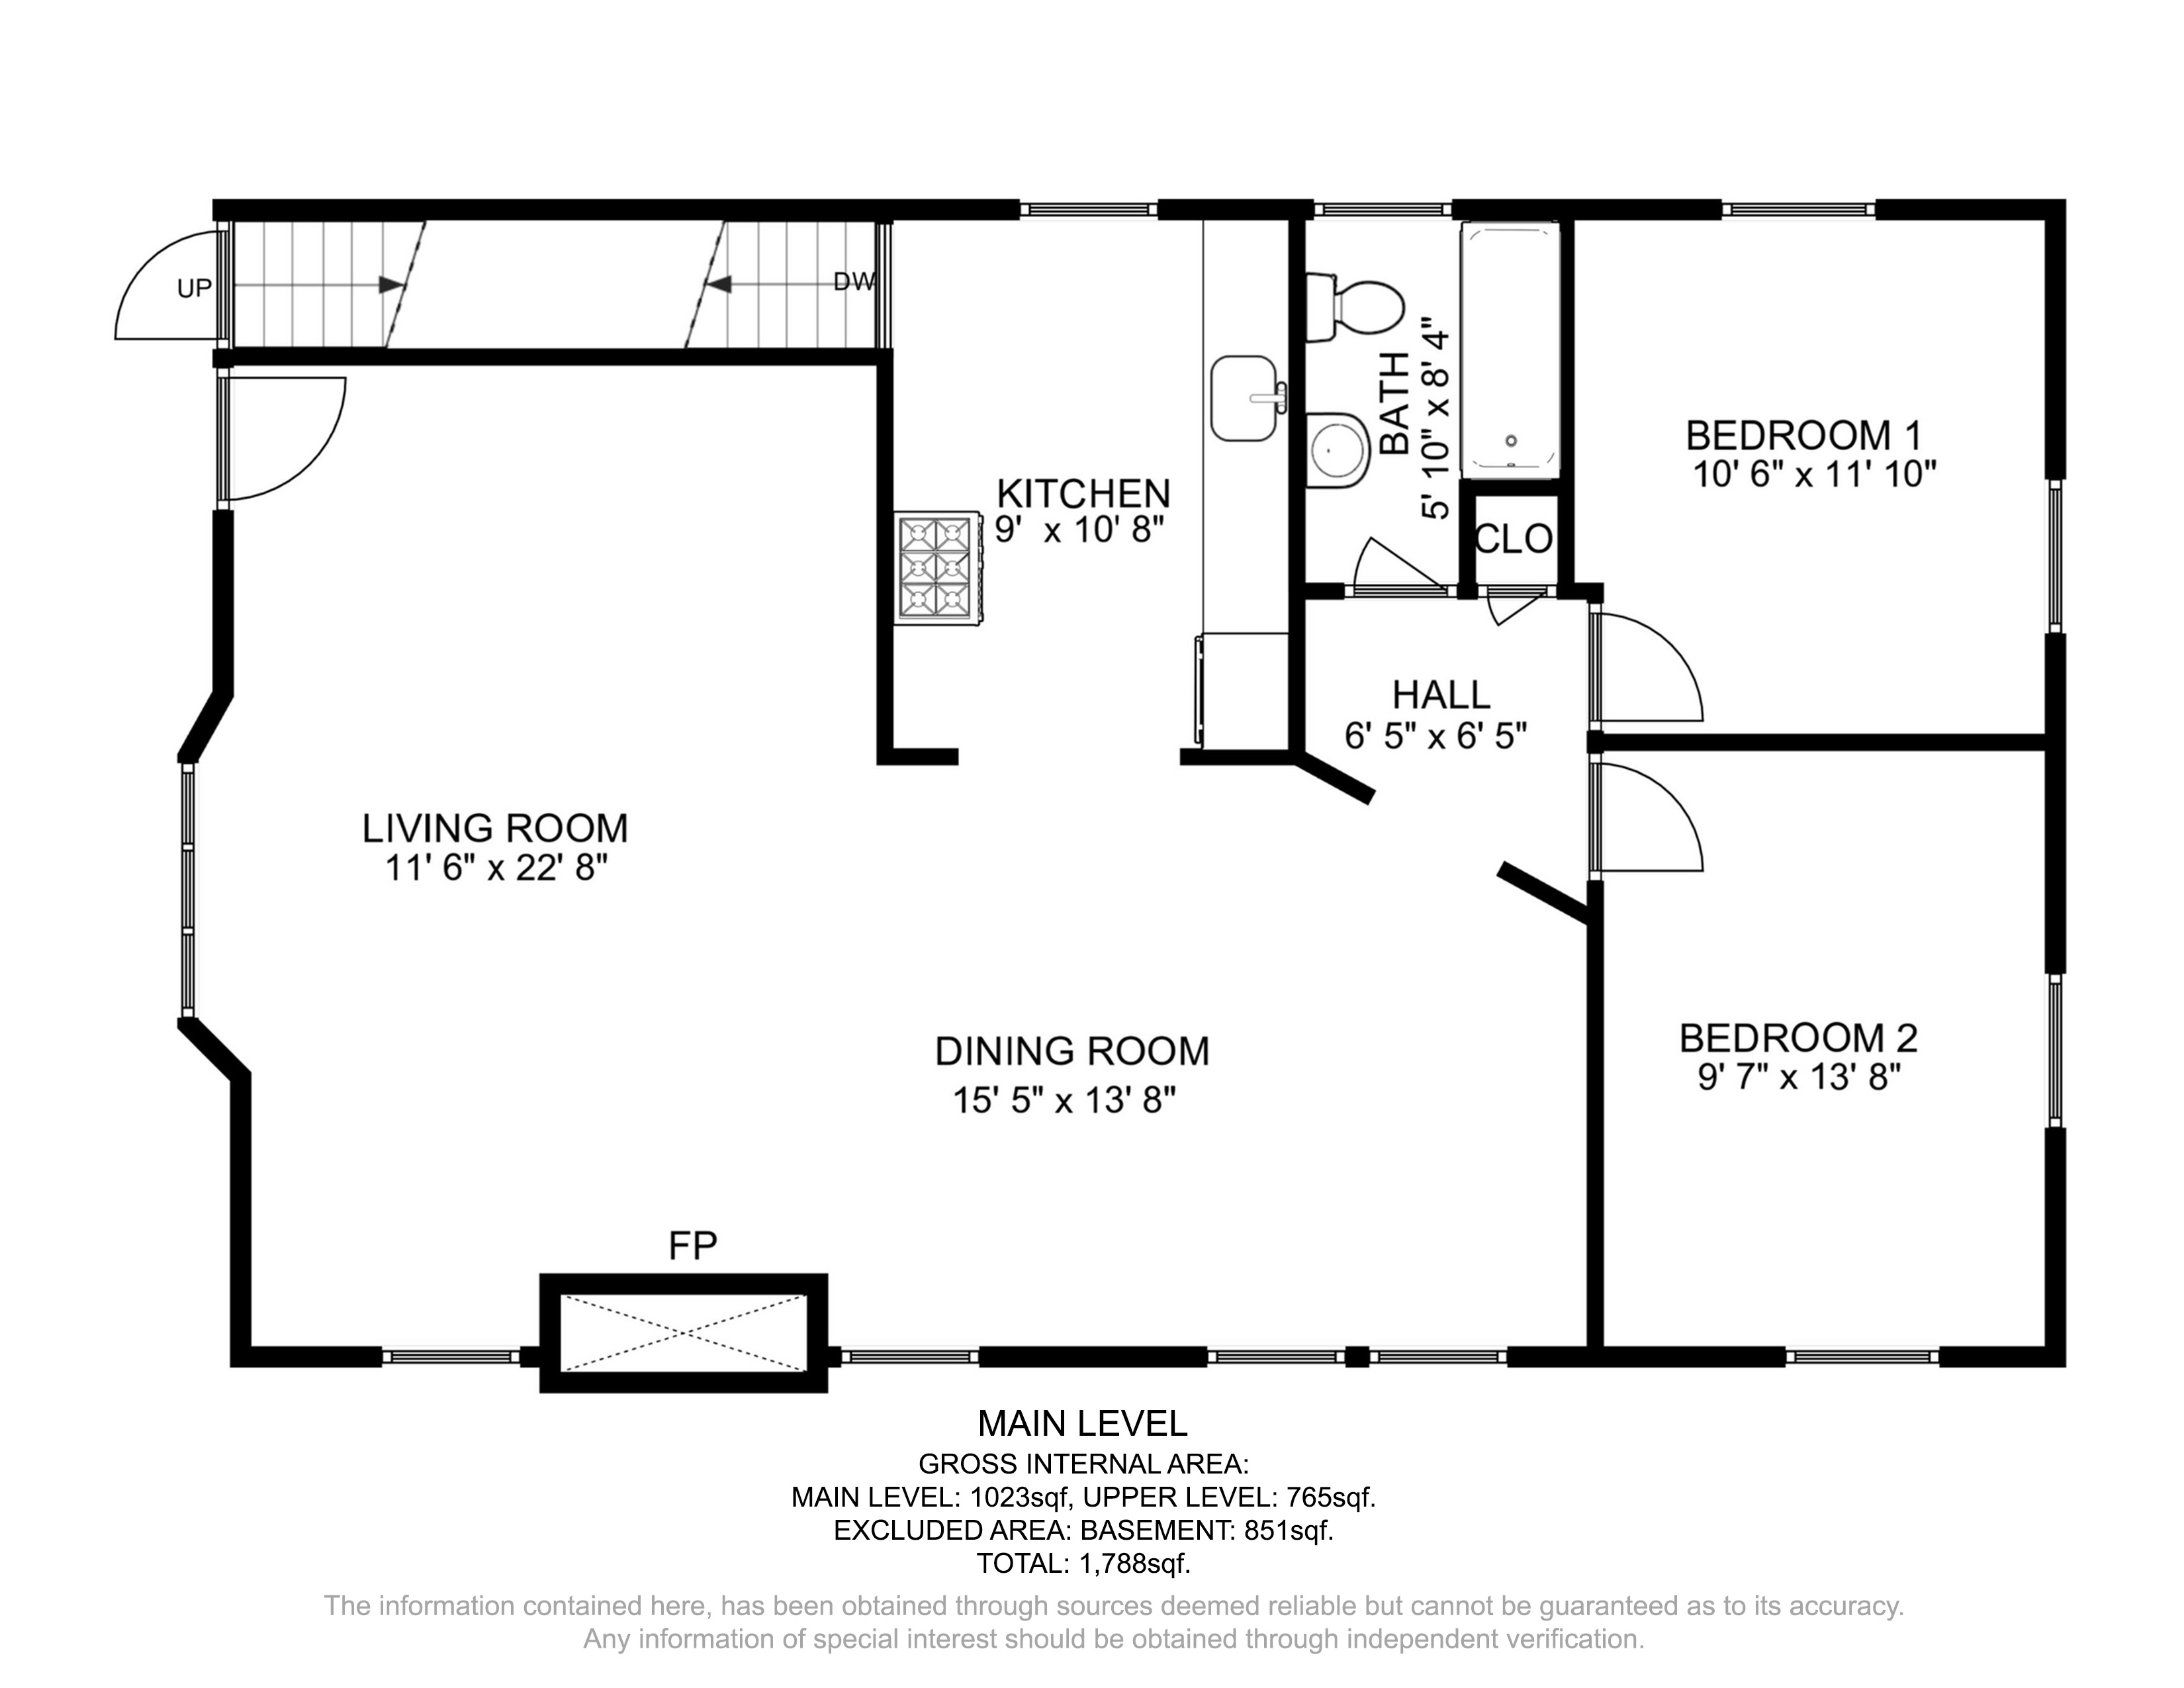 UP
DW
KITCHEN
9' x 10' 8"
BATH
5' 10" x 8' 4"
CLO
BEDROOM 1
10' 6" x 11' 10"
HALL
6' 5" x 6' 5"
LIVING ROOM
11' 6" x 22' 8"
DINING ROOM
15' 5" x 13' 8"
BEDROOM 2
9' 7" x 13' 8"
FP
MAIN LEVEL
GROSS INTERNAL AREA:
MAIN LEVEL: 1023sqf, UPPER LEVEL: 765sqf.
EXCLUDED AREA: BASEMENT: 851sqf.
TOTAL: 1,788sqf.
The information contained here, has been obtained through sources deemed reliable but cannot be guaranteed as to its accuracy.
Any information of special interest should be obtained through independent verification.